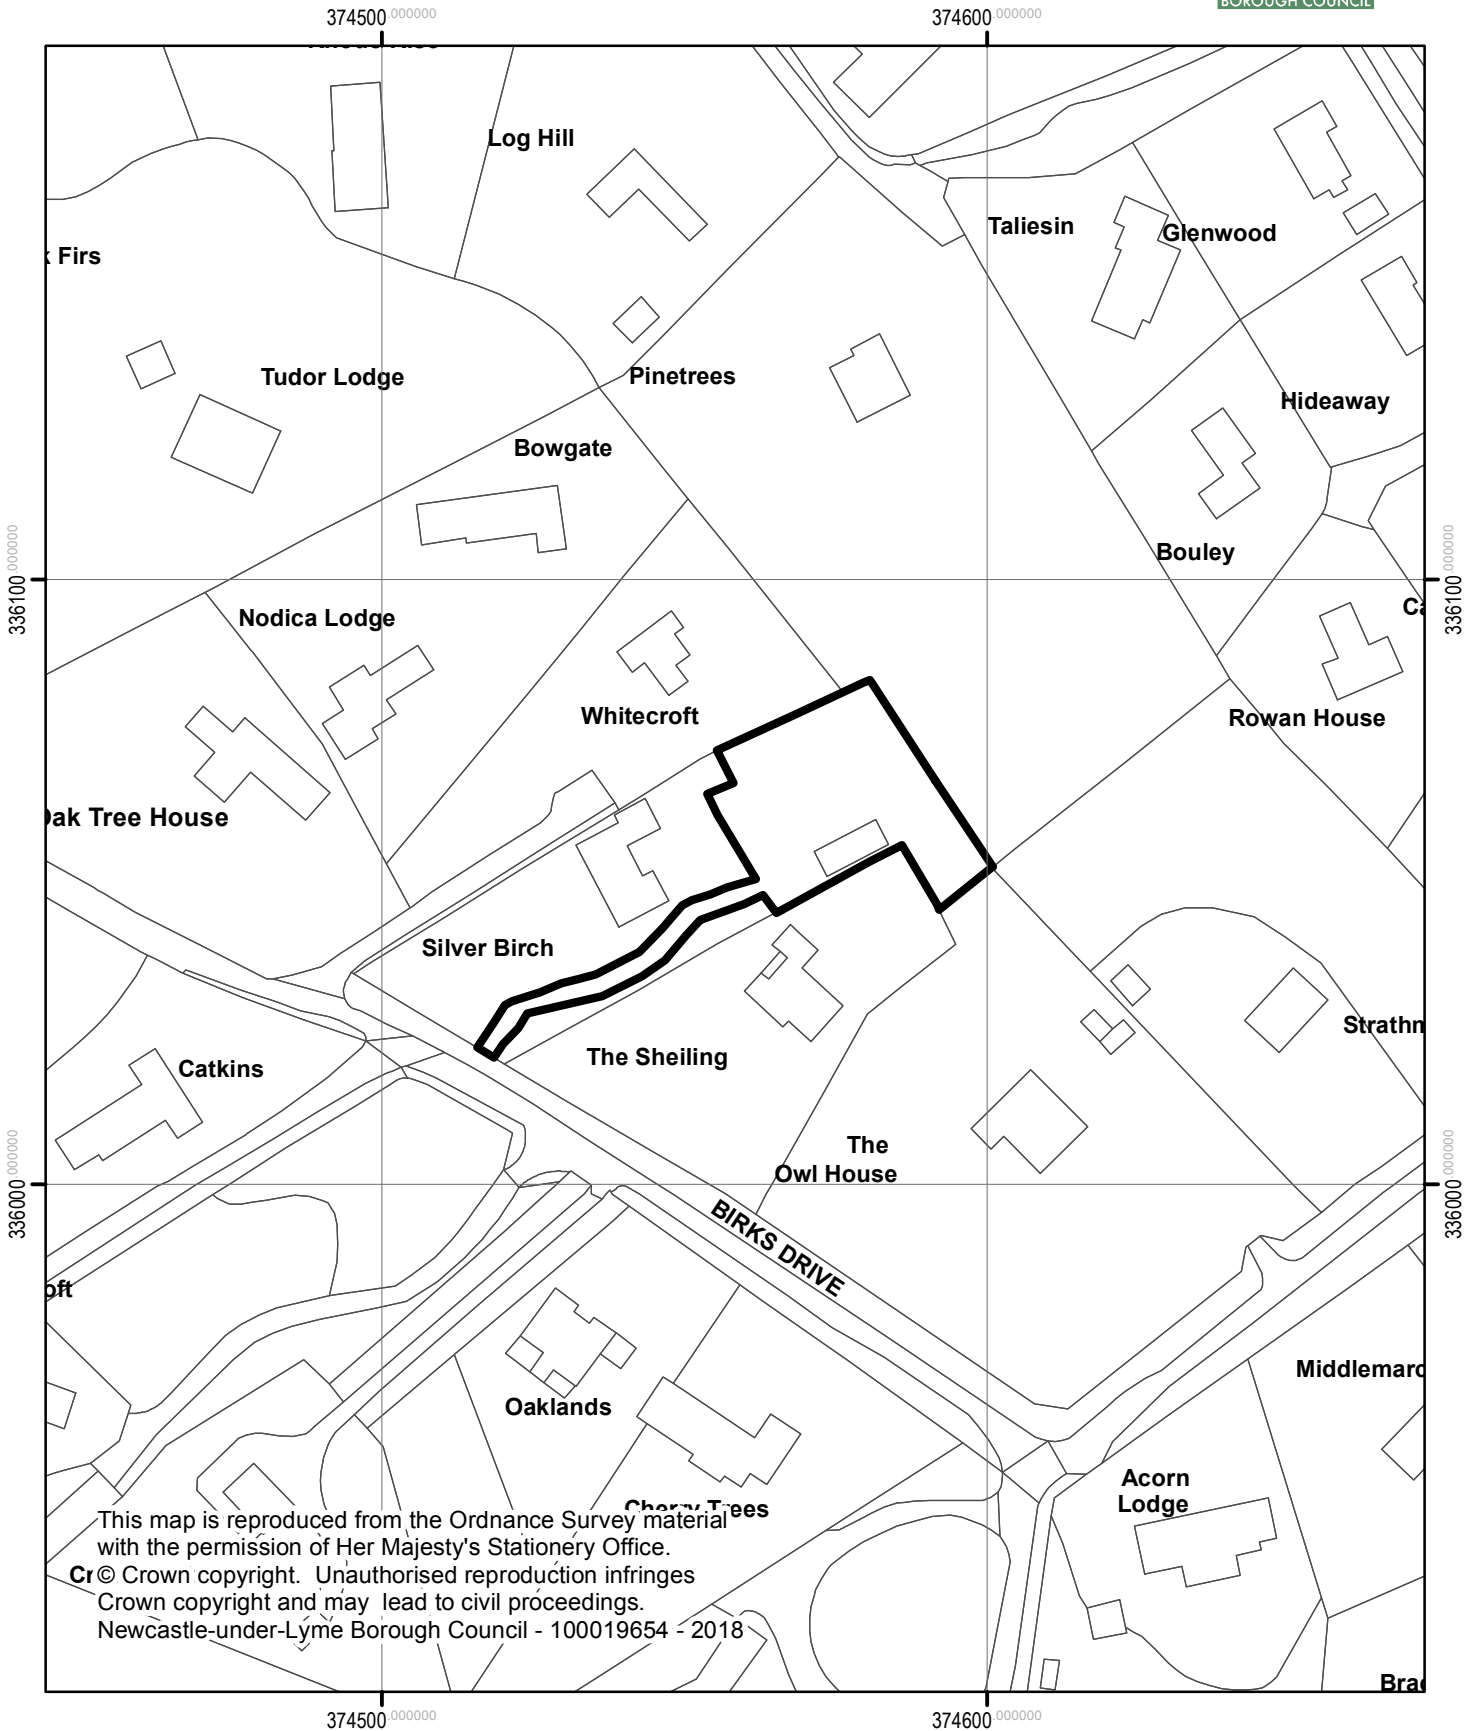 BOROUGH COUNCIL
374500.000000
374600.000000
Log Hill
Taliesin
Glenwood
Firs
Tudor Lodge
Pinetrees
Hideaway
Bowgate
336100.000000
336100.000000
Bouley
Nodica Lodge
Whitecroft
Rowan House
Oak Tree House
Silver Birch
Strathm
Catkins
The Sheiling
The
Owl House
336000.000000
336000.000000
BIRKS DRIVE
oft
Middlemarc
Oaklands
Acorn
Lodge
Cherry Trees
This map is reproduced from the Ordnance Survey material
with the permission of Her Majesty's Stationery Office.
© Crown copyright. Unauthorised reproduction infringes
Crown copyright and may lead to civil proceedings.
Newcastle-under-Lyme Borough Council - 100019654 - 2018
374500.000000
374600.000000